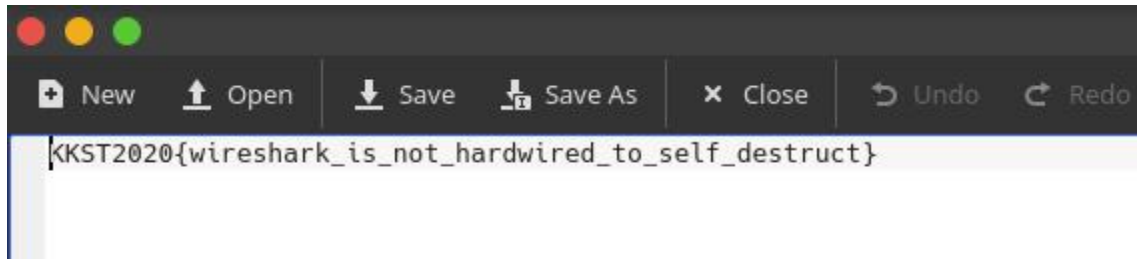 New Open Save Save As Close Undo Redo
KKST2020{wireshark_is_not_hardwired_to_self_destruct}